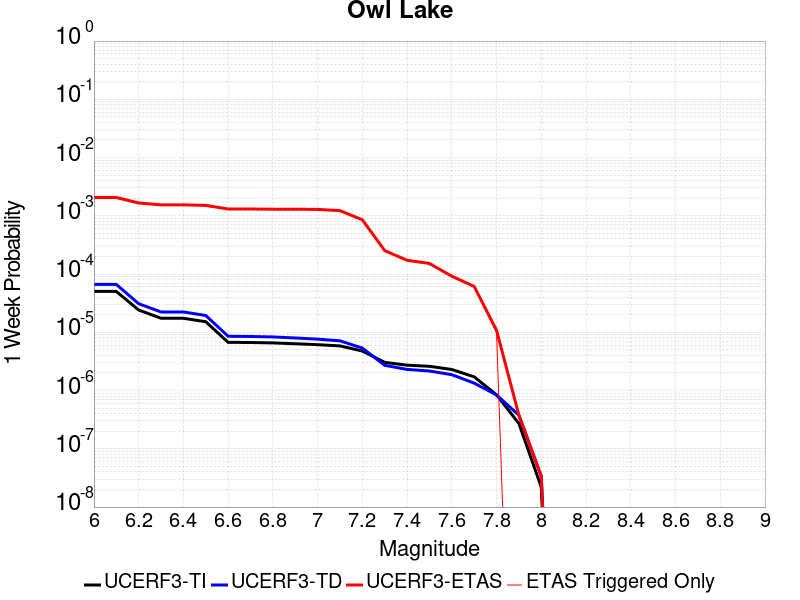 Owl Lake
10^0
10^-1
10^-2
10^-3
10^-4
10^-5
10^-6
10^-7
10^-8
1 Week Probability
6 6.2 6.4 6.6 6.8 7 7.2 7.4 7.6 7.8 8 8.2 8.4 8.6 8.8 9
Magnitude
UCERF3-TI UCERF3-TD UCERF3-ETAS ETAS Triggered Only